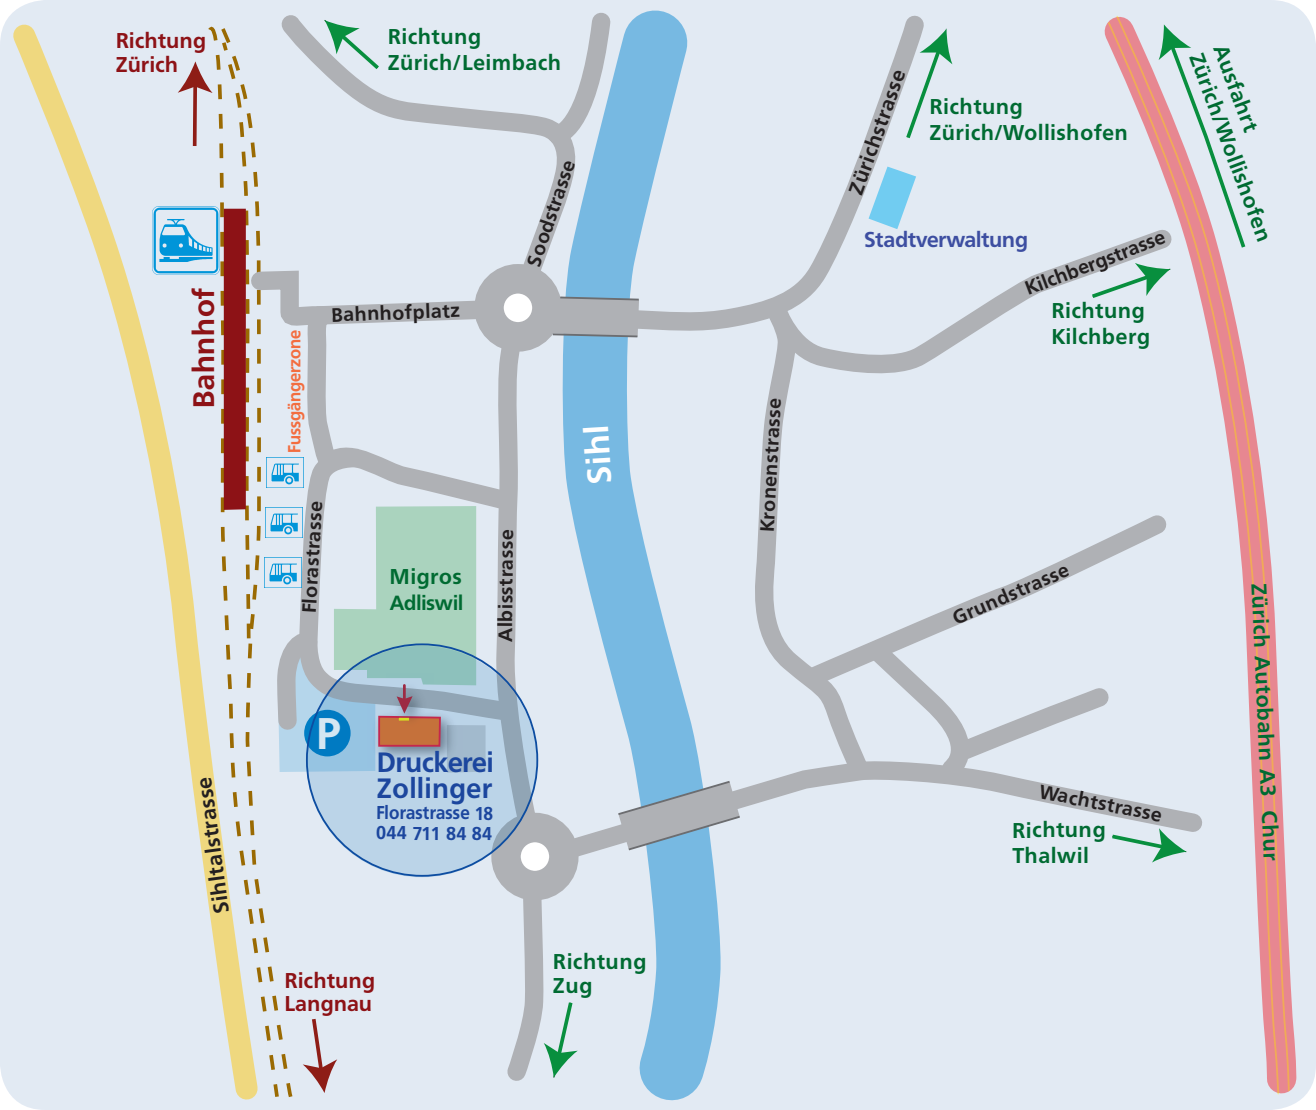 Richtung
Zürich
Richtung
Zürich/Leimbach
Richtung
Zürich/Wollishofen
Ausfahrt
Zürich/Wollishofen
Zürichstrasse
Soodstrasse
Stadtverwaltung
Kilchbergstrasse
Richtung
Kilchberg
Bahnhof
Bahnhofplatz
Fussgängerzone
Sihl
Kronenstrasse
Florastrasse
Albisstrasse
Migros
Adliswil
Grundstrasse
Zürich Autobahn A3 Chur
P
Druckerei
Zollinger
Florastrasse 18
044 711 84 84
Sihltalstrasse
Wachtstrasse
Richtung
Thalwil
Richtung
Langnau
Richtung
Zug